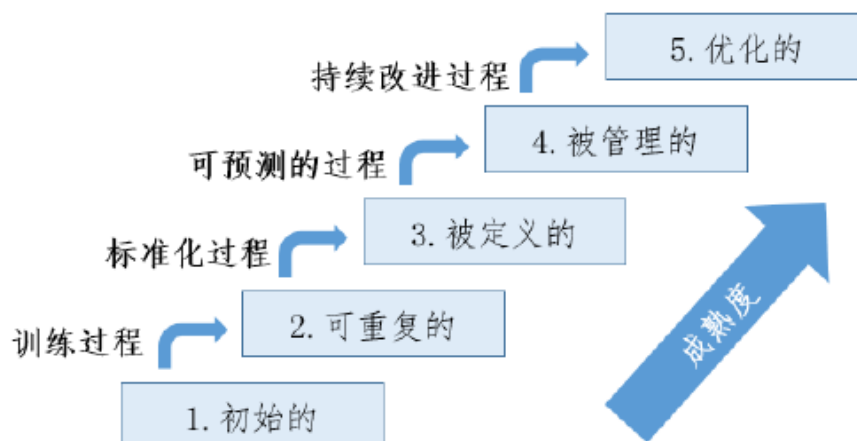 5.优化的
持续改进过程
4.被管理的
可预测的过程
3.被定义的
标准化过程
2.可重复的
训练过程
1.初始的
成熟度